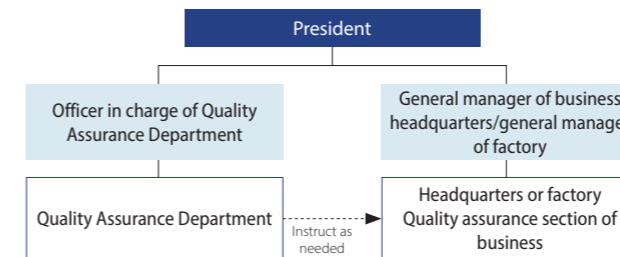 President
Officer in charge of Quality
Assurance Department
General manager of business
headquarters/general manage
of factory
Quality Assurance Department
Instruct as
needed
Headquarters or factory
Quality assurance section of
business